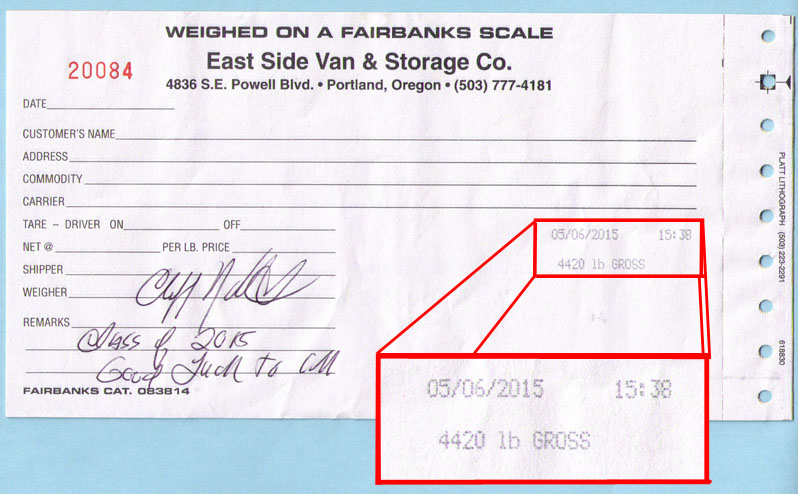 WEIGHED ON A FAIRBANKS SCALE
20084
East Side Van & Storage Co.
4836 S.E. Powell Blvd. • Portland, Oregon • (503) 777-4181
DATE
CUSTOMER'S NAME
ADDRESS
COMMODITY
CARRIER
TARE – DRIVER ON OFF
05/06/2015 15:38
NET @ PER LB. PRICE
4420 lb GROSS
SHIPPER
WEIGHER
REMARKS
Class of 2015
Good Luck To
FAIRBANKS CAT. 083814
05/06/2015 15:38
4420 lb GROSS
PLATT LITHOGRAPH (503) 223-2291
618830